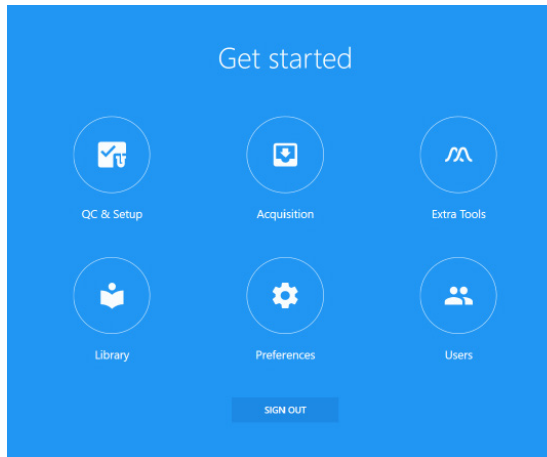 Get started
QC & Setup
Acquisition
Extra Tools
Library
Preferences
Users
SIGN OUT